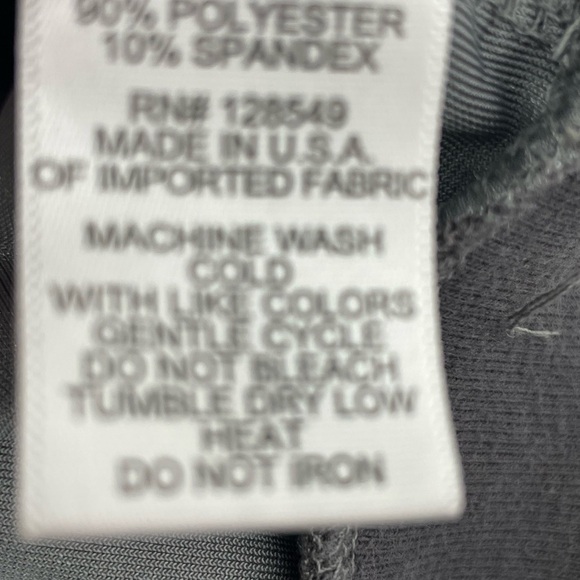 90% POLYESTER
10% SPANDEX
RN# 128549
MADE IN U.S.A.
OF IMPORTED FABRIC
MACHINE WASH
COLD
WITH LIKE COLORS
GENTLE CYCLE
DO NOT BLEACH
TUMBLE DRY LOW
HEAT
DO NOT IRON